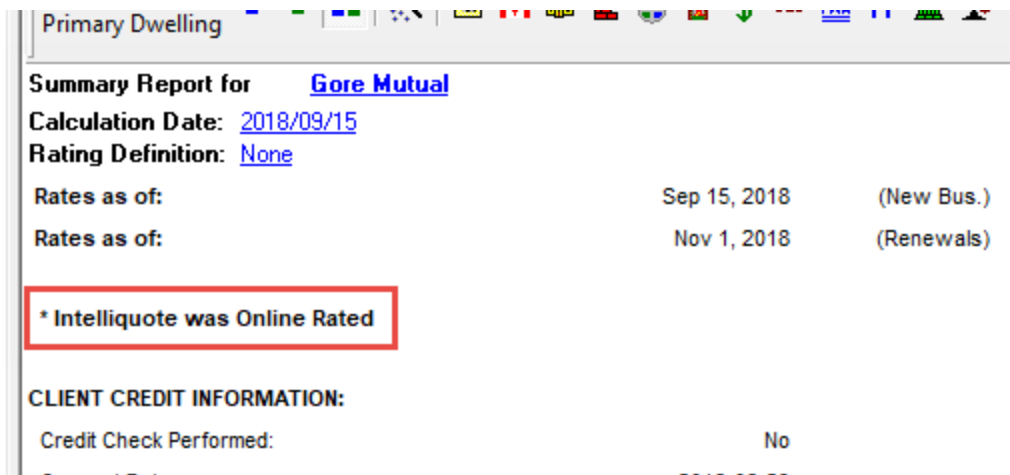 Primary Dwelling
Summary Report for Gore Mutual
Calculation Date: 2018/09/15
Rating Definition: None
Rates as of: Sep 15, 2018 (New Bus.)
Rates as of: Nov 1, 2018 (Renewals)
* Intelliquote was Online Rated
CLIENT CREDIT INFORMATION:
Credit Check Performed: No